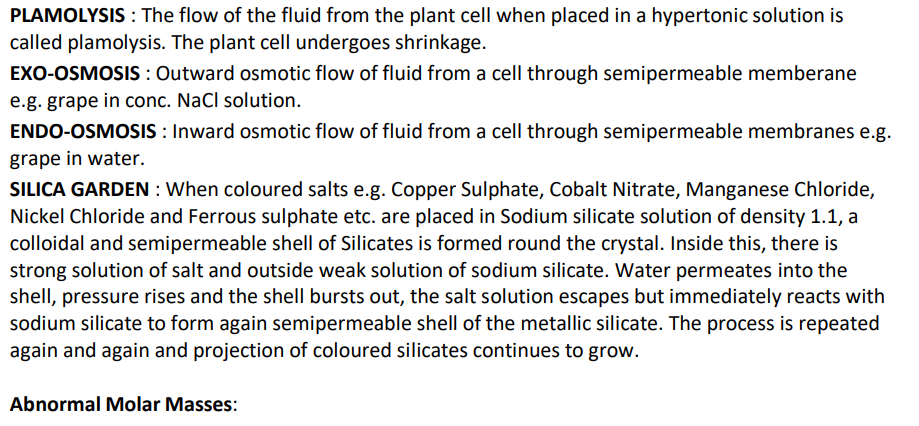 PLAMOLYSIS : The flow of the fluid from the plant cell when placed in a hypertonic solution is
called plamolysis. The plant cell undergoes shrinkage.
EXO-OSMOSIS : Outward osmotic flow of fluid from a cell through semipermeable memberane
e.g. grape in conc. NaCl solution.
ENDO-OSMOSIS : Inward osmotic flow of fluid from a cell through semipermeable membranes e.g.
grape in water.
SILICA GARDEN : When coloured salts e.g. Copper Sulphate, Cobalt Nitrate, Manganese Chloride,
Nickel Chloride and Ferrous sulphate etc. are placed in Sodium silicate solution of density 1.1, a
colloidal and semipermeable shell of Silicates is formed round the crystal. Inside this, there is
strong solution of salt and outside weak solution of sodium silicate. Water permeates into the
shell, pressure rises and the shell bursts out, the salt solution escapes but immediately reacts with
sodium silicate to form again semipermeable shell of the metallic silicate. The process is repeated
again and again and projection of coloured silicates continues to grow.
Abnormal Molar Masses: